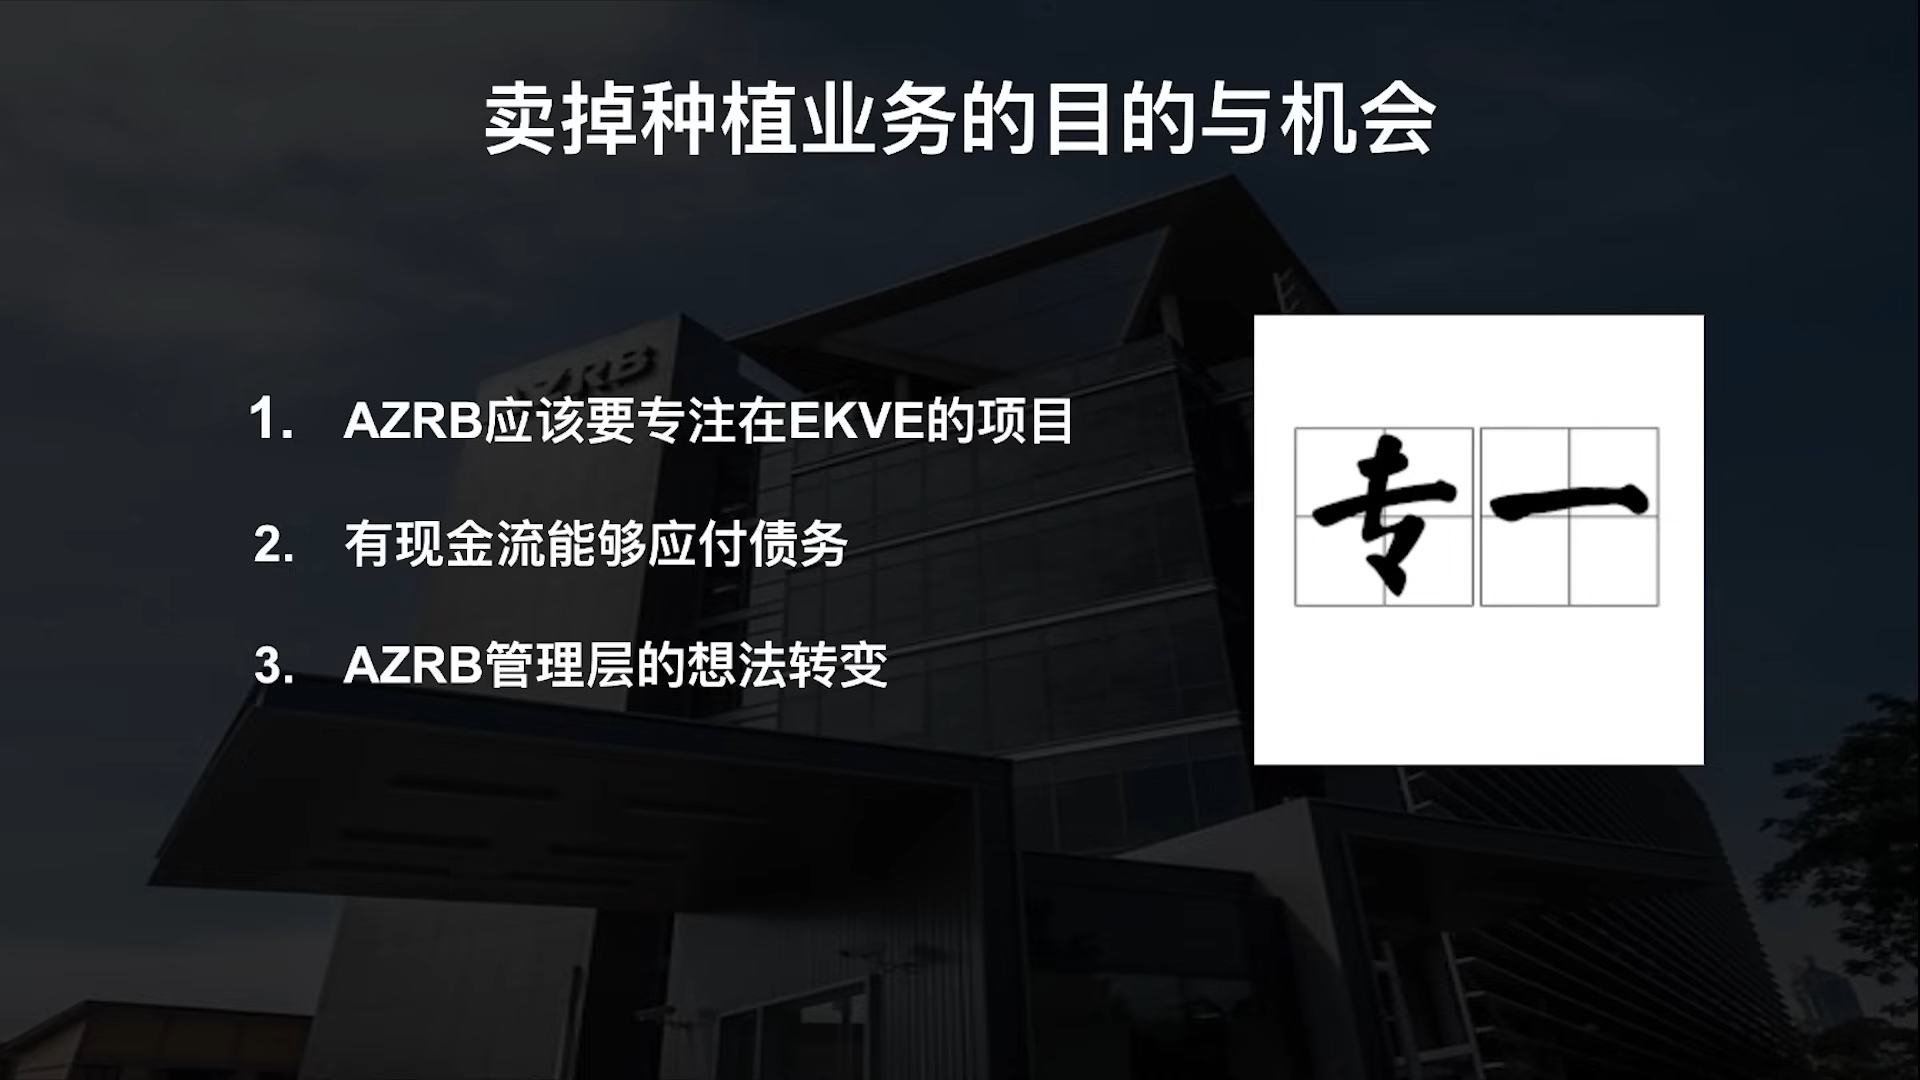 卖掉种植业务的目的与机会
AZRB
1. AZRB应该要专注在EKVE的项目
2. 有现金流能够应付债务
3. AZRB管理层的想法转变
专一